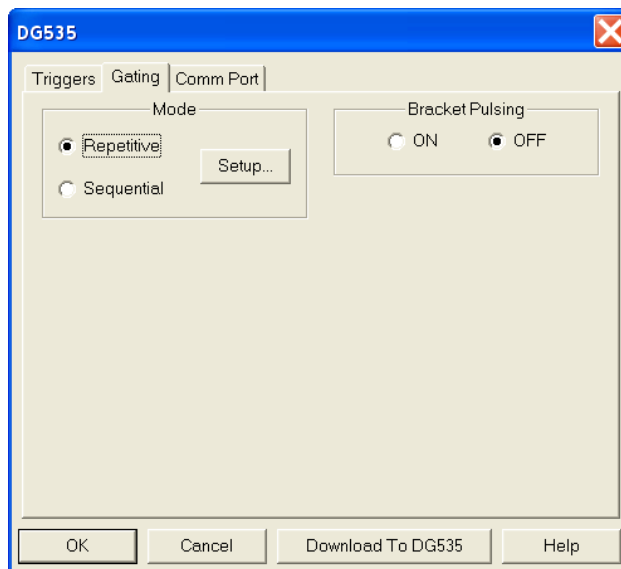 DG535
Triggers Gating Comm Port
Mode
Repetitive
Setup...
Sequential
Bracket Pulsing
ON OFF
OK Cancel Download To DG535 Help